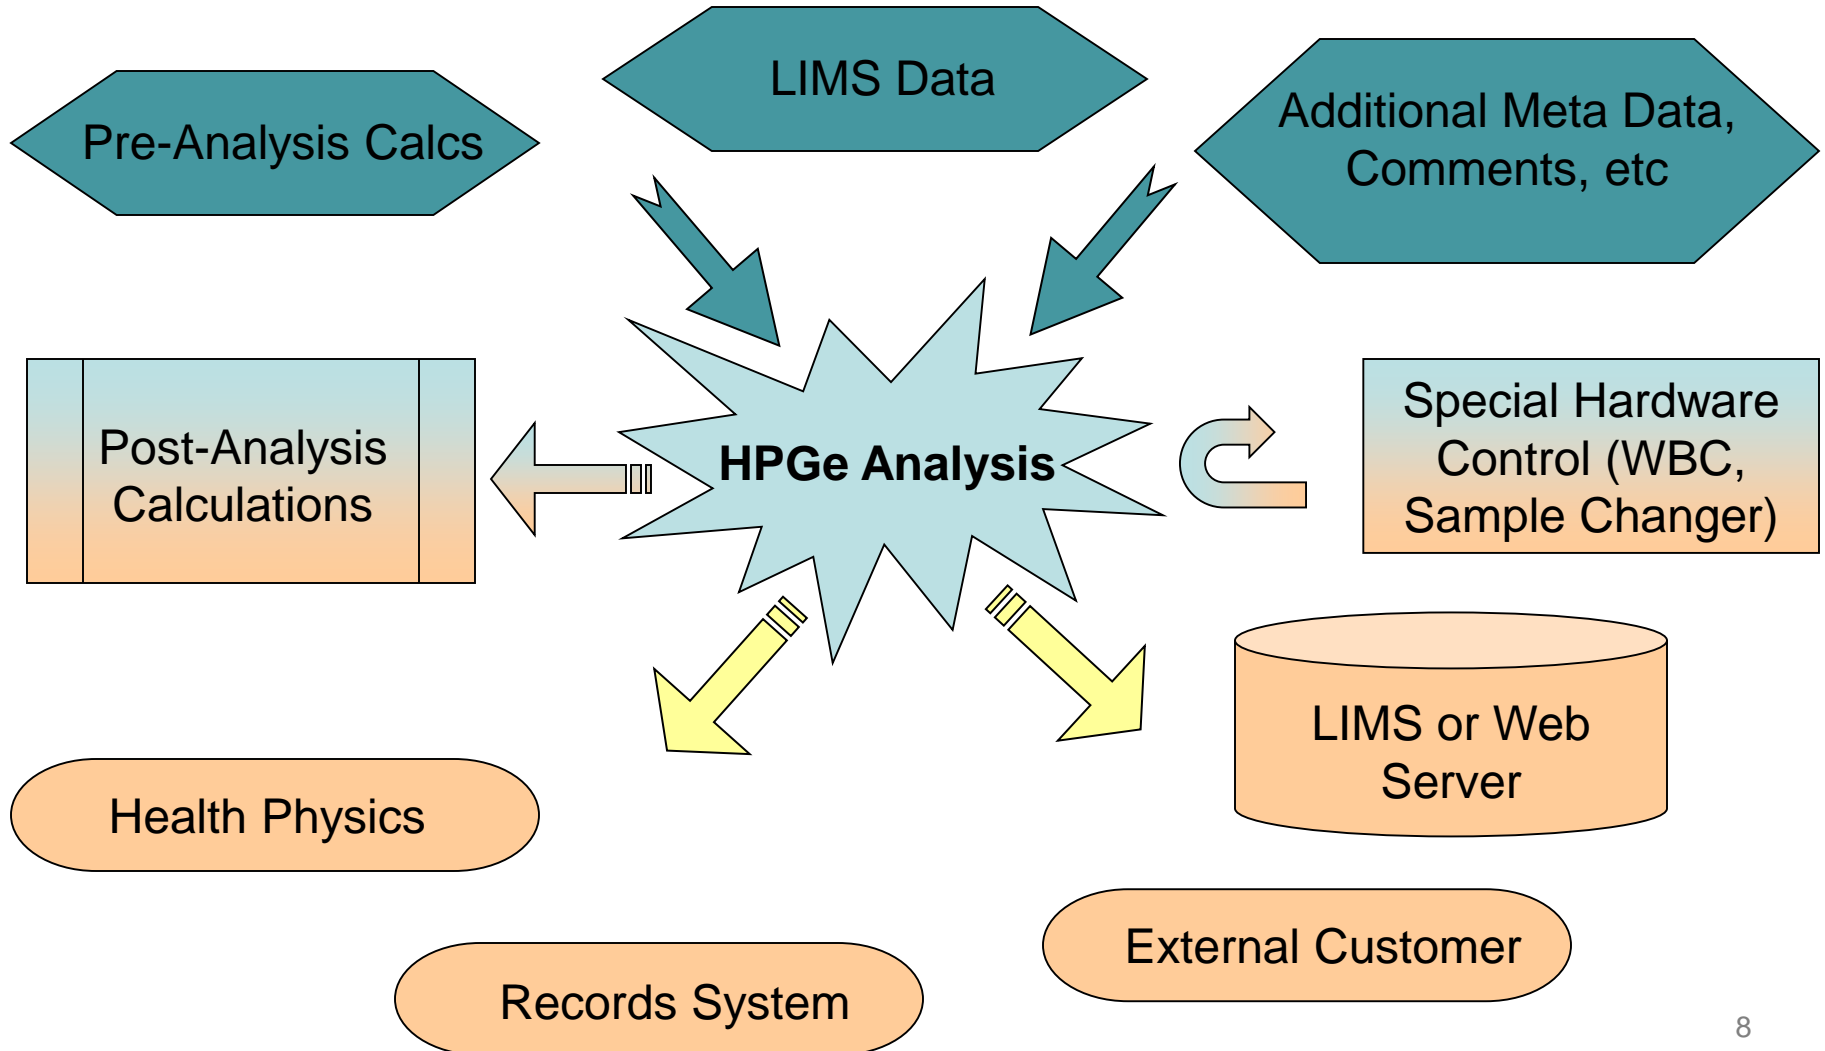 LIMS Data
Pre-Analysis Calcs
Additional Meta Data,
Comments, etc
Post-Analysis
Calculations
HPGe Analysis
Special Hardware
Control (WBC,
Sample Changer)
LIMS or Web
Server
Health Physics
External Customer
Records System
8